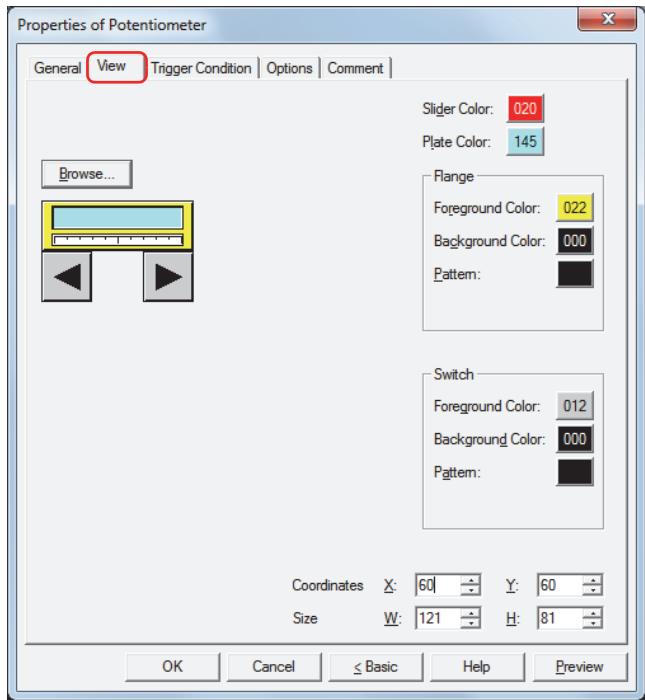 Properties of Potentiometer
General View Trigger Condition Options Comment
Slider Color: 020
Plate Color: 145
Browse...
Flange
Foreground Color: 022
Background Color: 000
Pattern:
Switch
Foreground Color: 012
Background Color: 000
Pattern:
Coordinates X: 60 Y: 60
Size W: 121 H: 81
OK Cancel < Basic Help Preview